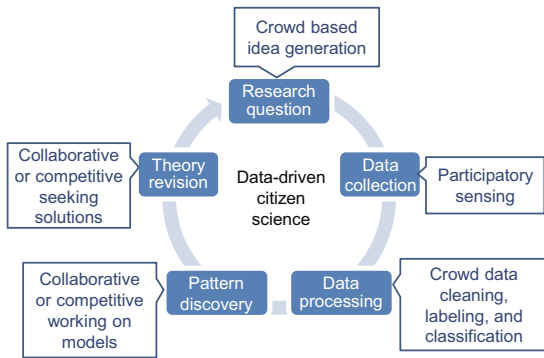 Crowd based
idea generation
Research
question
Data
collection
Participatory
sensing
Data
processing
Crowd data
cleaning,
labeling, and
classification
Pattern
discovery
Collaborative
or competitive
working on
models
Theory
revision
Collaborative
or competitive
seeking
solutions
Data-driven
citizen
science